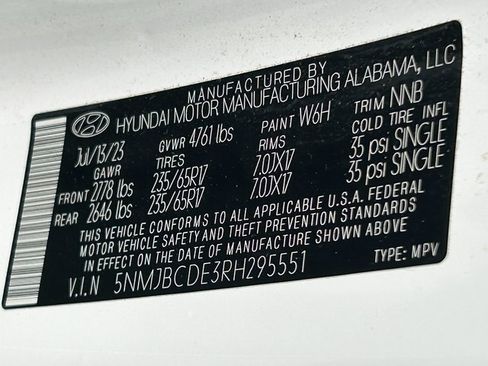 MANUFACTURED BY
HYUNDAI MOTOR MANUFACTURING ALABAMA, LLC
Jul/13/23 GVWR 4761 lbs PAINT W6H TRIM NNB
GAWR TIRES RIMS COLD TIRE INFL
FRONT 2778 lbs 235/65R17 7.0JX17 35 psi SINGLE
REAR 2646 lbs 235/65R17 7.0JX17 35 psi SINGLE
THIS VEHICLE CONFORMS TO ALL APPLICABLE U.S.A. FEDERAL
MOTOR VEHICLE SAFETY AND THEFT PREVENTION STANDARDS
IN EFFECT ON THE DATE OF MANUFACTURE SHOWN ABOVE
V.I.N 5NMJBCDE3RH295551 TYPE: MPV